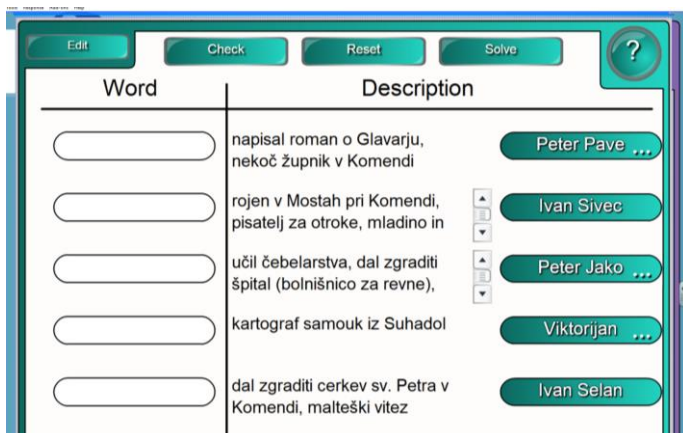 Edit Check Reset Solve ?
Word Description
napisal roman o Glavarju, Peter Pave ...
nekoč župnik v Komendi
rojen v Mostah pri Komendi, Ivan Sivec
pisatelj za otroke, mladino in
učil čebelarstva, dal zgraditi Peter Jako ...
špital (bolnišnico za revne),
kartograf samouk iz Suhadol Viktorijan ...
dal zgraditi cerkev sv. Petra v Ivan Selan
Komendi, malteški vitez